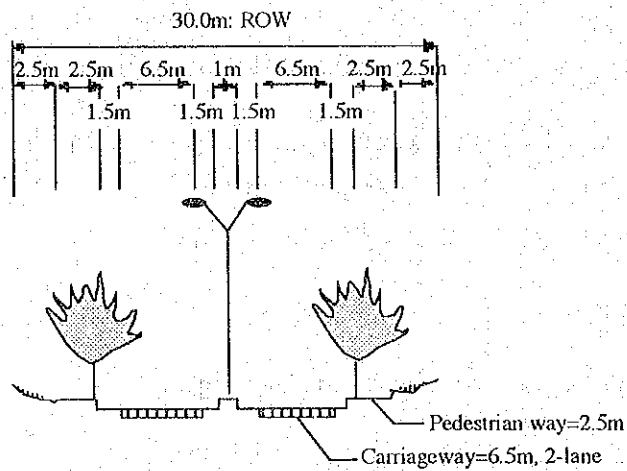 30.0m: ROW
2.5m 2.5m 6.5m 1m 6.5m 2.5m 2.5m
1.5m 1.5m 1.5m 1.5m
Pedestrian way=2.5m
Carriageway=6.5m, 2-lane